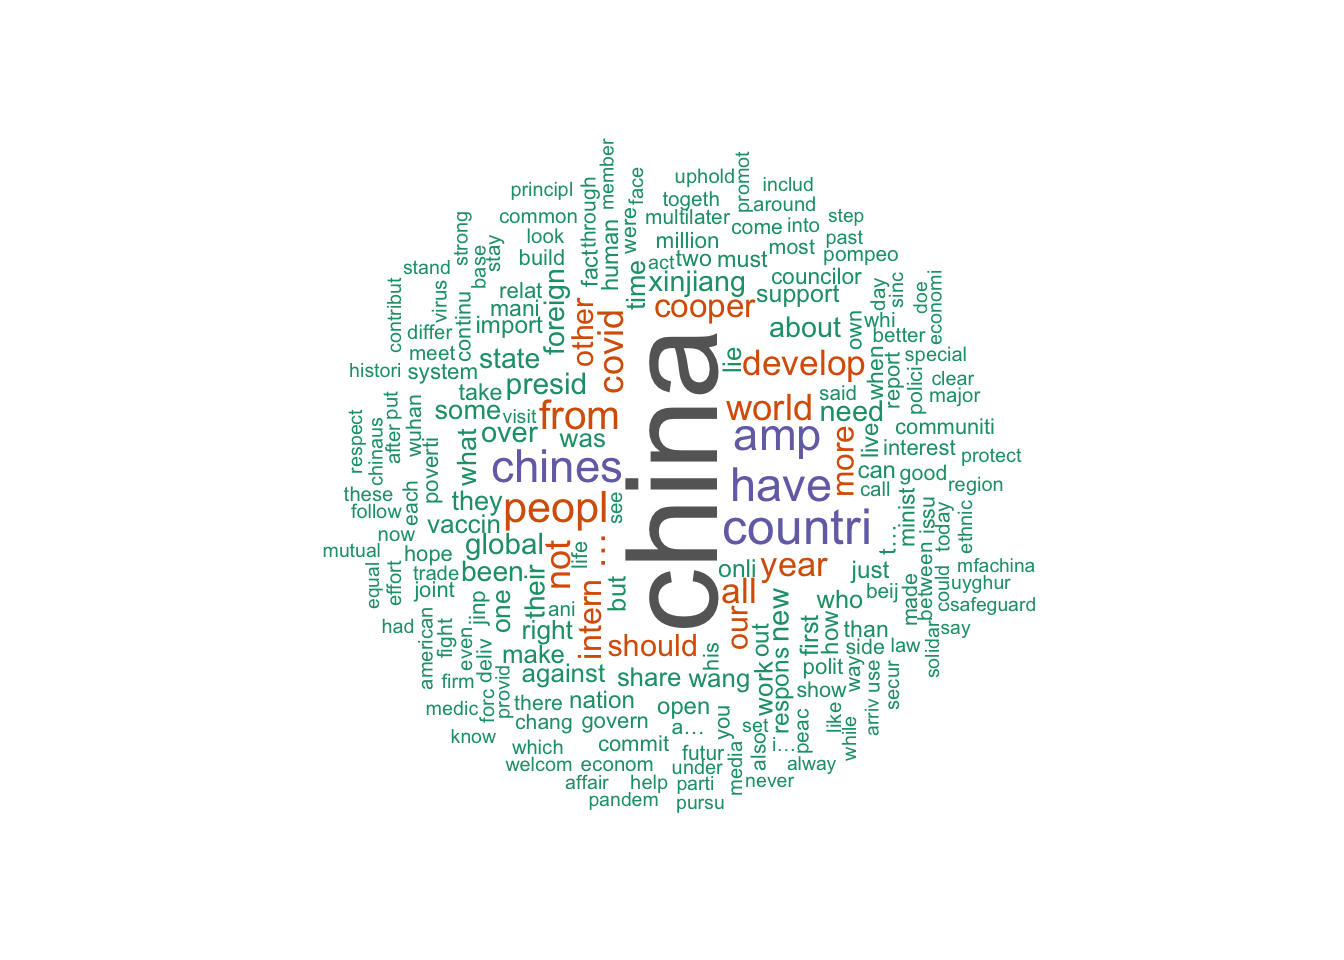 member
uphold
promot
includ
principl
through
face
togeth
around
common
were
multilater
come
into
step
strong
look
fact
human
million
most
past
stay
base
build
act
two
must
pompeo
stand
virus
relat
foreign
time
xinjiang
councilor
day
sinc
doe
economi
contribut
mani
continu
import
other
covid
cooper
support
own
whi
differ
about
better
meet
state
lie
when
special
histori
system
presid
develop
report
polici
clear
take
said
major
put
some
visit
from
china
world
need
respect
chinaus
after
wuhan
poverti
what
over
was
amp
more
live
communiti
interest
protect
chines
have
can
good
these
each
they
peopl
see
call
region
follow
vaccin
countri
minist
issu
ethnic
now
global
…
t…
today
mutual
hope
not
life
onli
year
just
between
mfachina
equal
effort
trade
been
..
their
but
all
beij
made
could
uyghur
joint
jinp
one
ani
intern
our
new
who
safeguard
had
american
fight
right
should
first
how
than
say
even
make
his
out
side
law
solidar
firm
deliv
against
share
wang
work
respons
polit
way
use
secur
forc
provid
there
nation
open
show
arriv
medic
chang
govern
a…
you
set
like
while
know
which
commit
futur
also
i…
peac
welcom
econom
under
media
alway
affair
help
parti
never
pandem
pursu